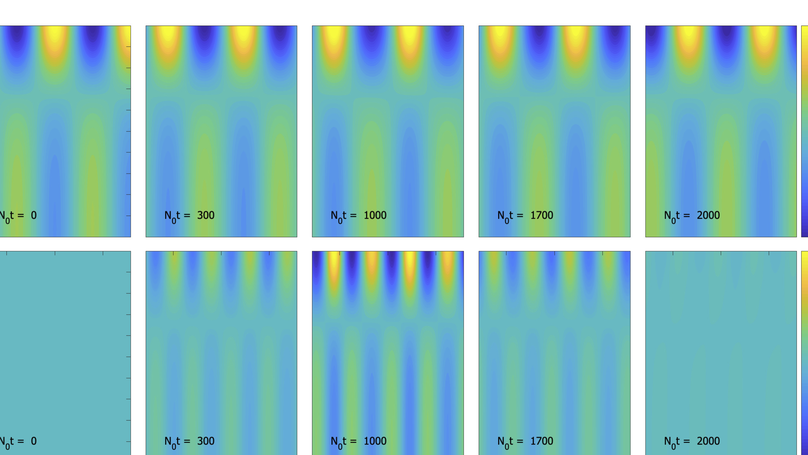 N₀t = 0
N₀t = 300
N₀t = 1000
N₀t = 1700
N₀t = 2000
N₀t = 0
N₀t = 300
N₀t = 1000
N₀t = 1700
N₀t = 2000